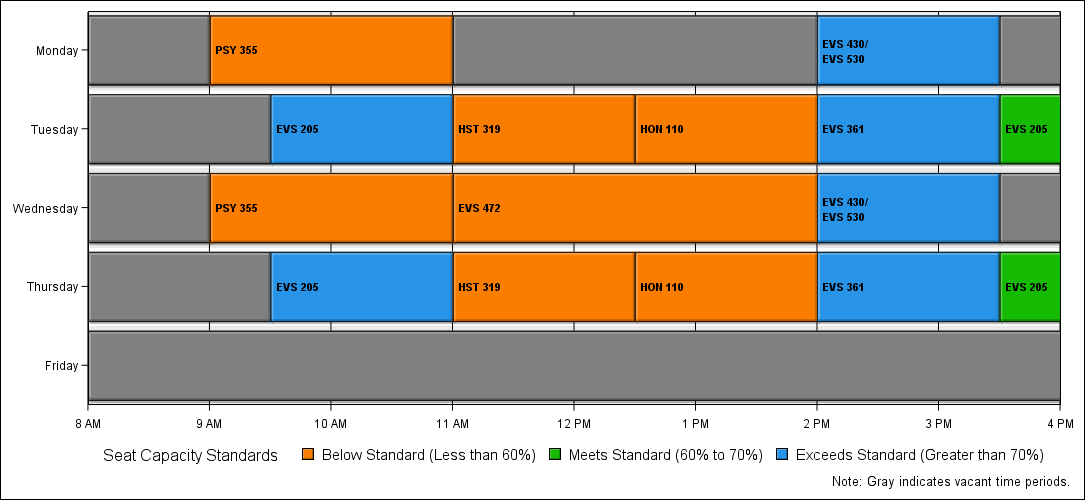 Monday
PSY 355
EVS 430/
EVS 530
Tuesday
EVS 205
HST 319
HON 110
EVS 361
EVS 205
Wednesday
PSY 355
EVS 472
EVS 430/
EVS 530
Thursday
EVS 205
HST 319
HON 110
EVS 361
EVS 205
Friday
8 AM 9 AM 10 AM 11 AM 12 PM 1 PM 2 PM 3 PM 4 PM
Seat Capacity Standards Below Standard (Less than 60%) Meets Standard (60% to 70%) Exceeds Standard (Greater than 70%)
Note: Gray indicates vacant time periods.